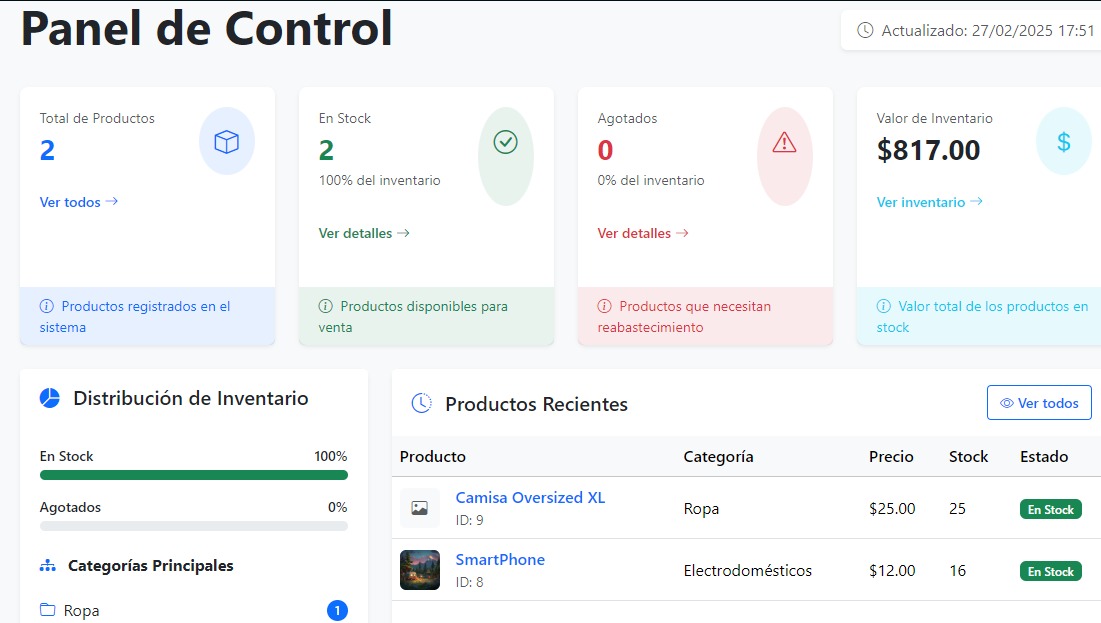 Panel de Control
Actualizado: 27/02/2025 17:51
Total de Productos
2
Ver todos
Productos registrados en el
sistema
En Stock
2
100% del inventario
Ver detalles
Productos disponibles para
venta
Agotados
0
0% del inventario
Ver detalles
Productos que necesitan
reabastecimiento
Valor de Inventario
$817.00
$
Ver inventario
Valor total de los productos en
stock
Distribución de Inventario
En Stock 100%
Agotados 0%
Categorías Principales
Ropa 1
Productos Recientes
Ver todos
Producto Categoría Precio Stock Estado
Camisa Oversized XL Ropa $25.00 25 En Stock
ID: 9
SmartPhone Electrodomésticos $12.00 16 En Stock
ID: 8